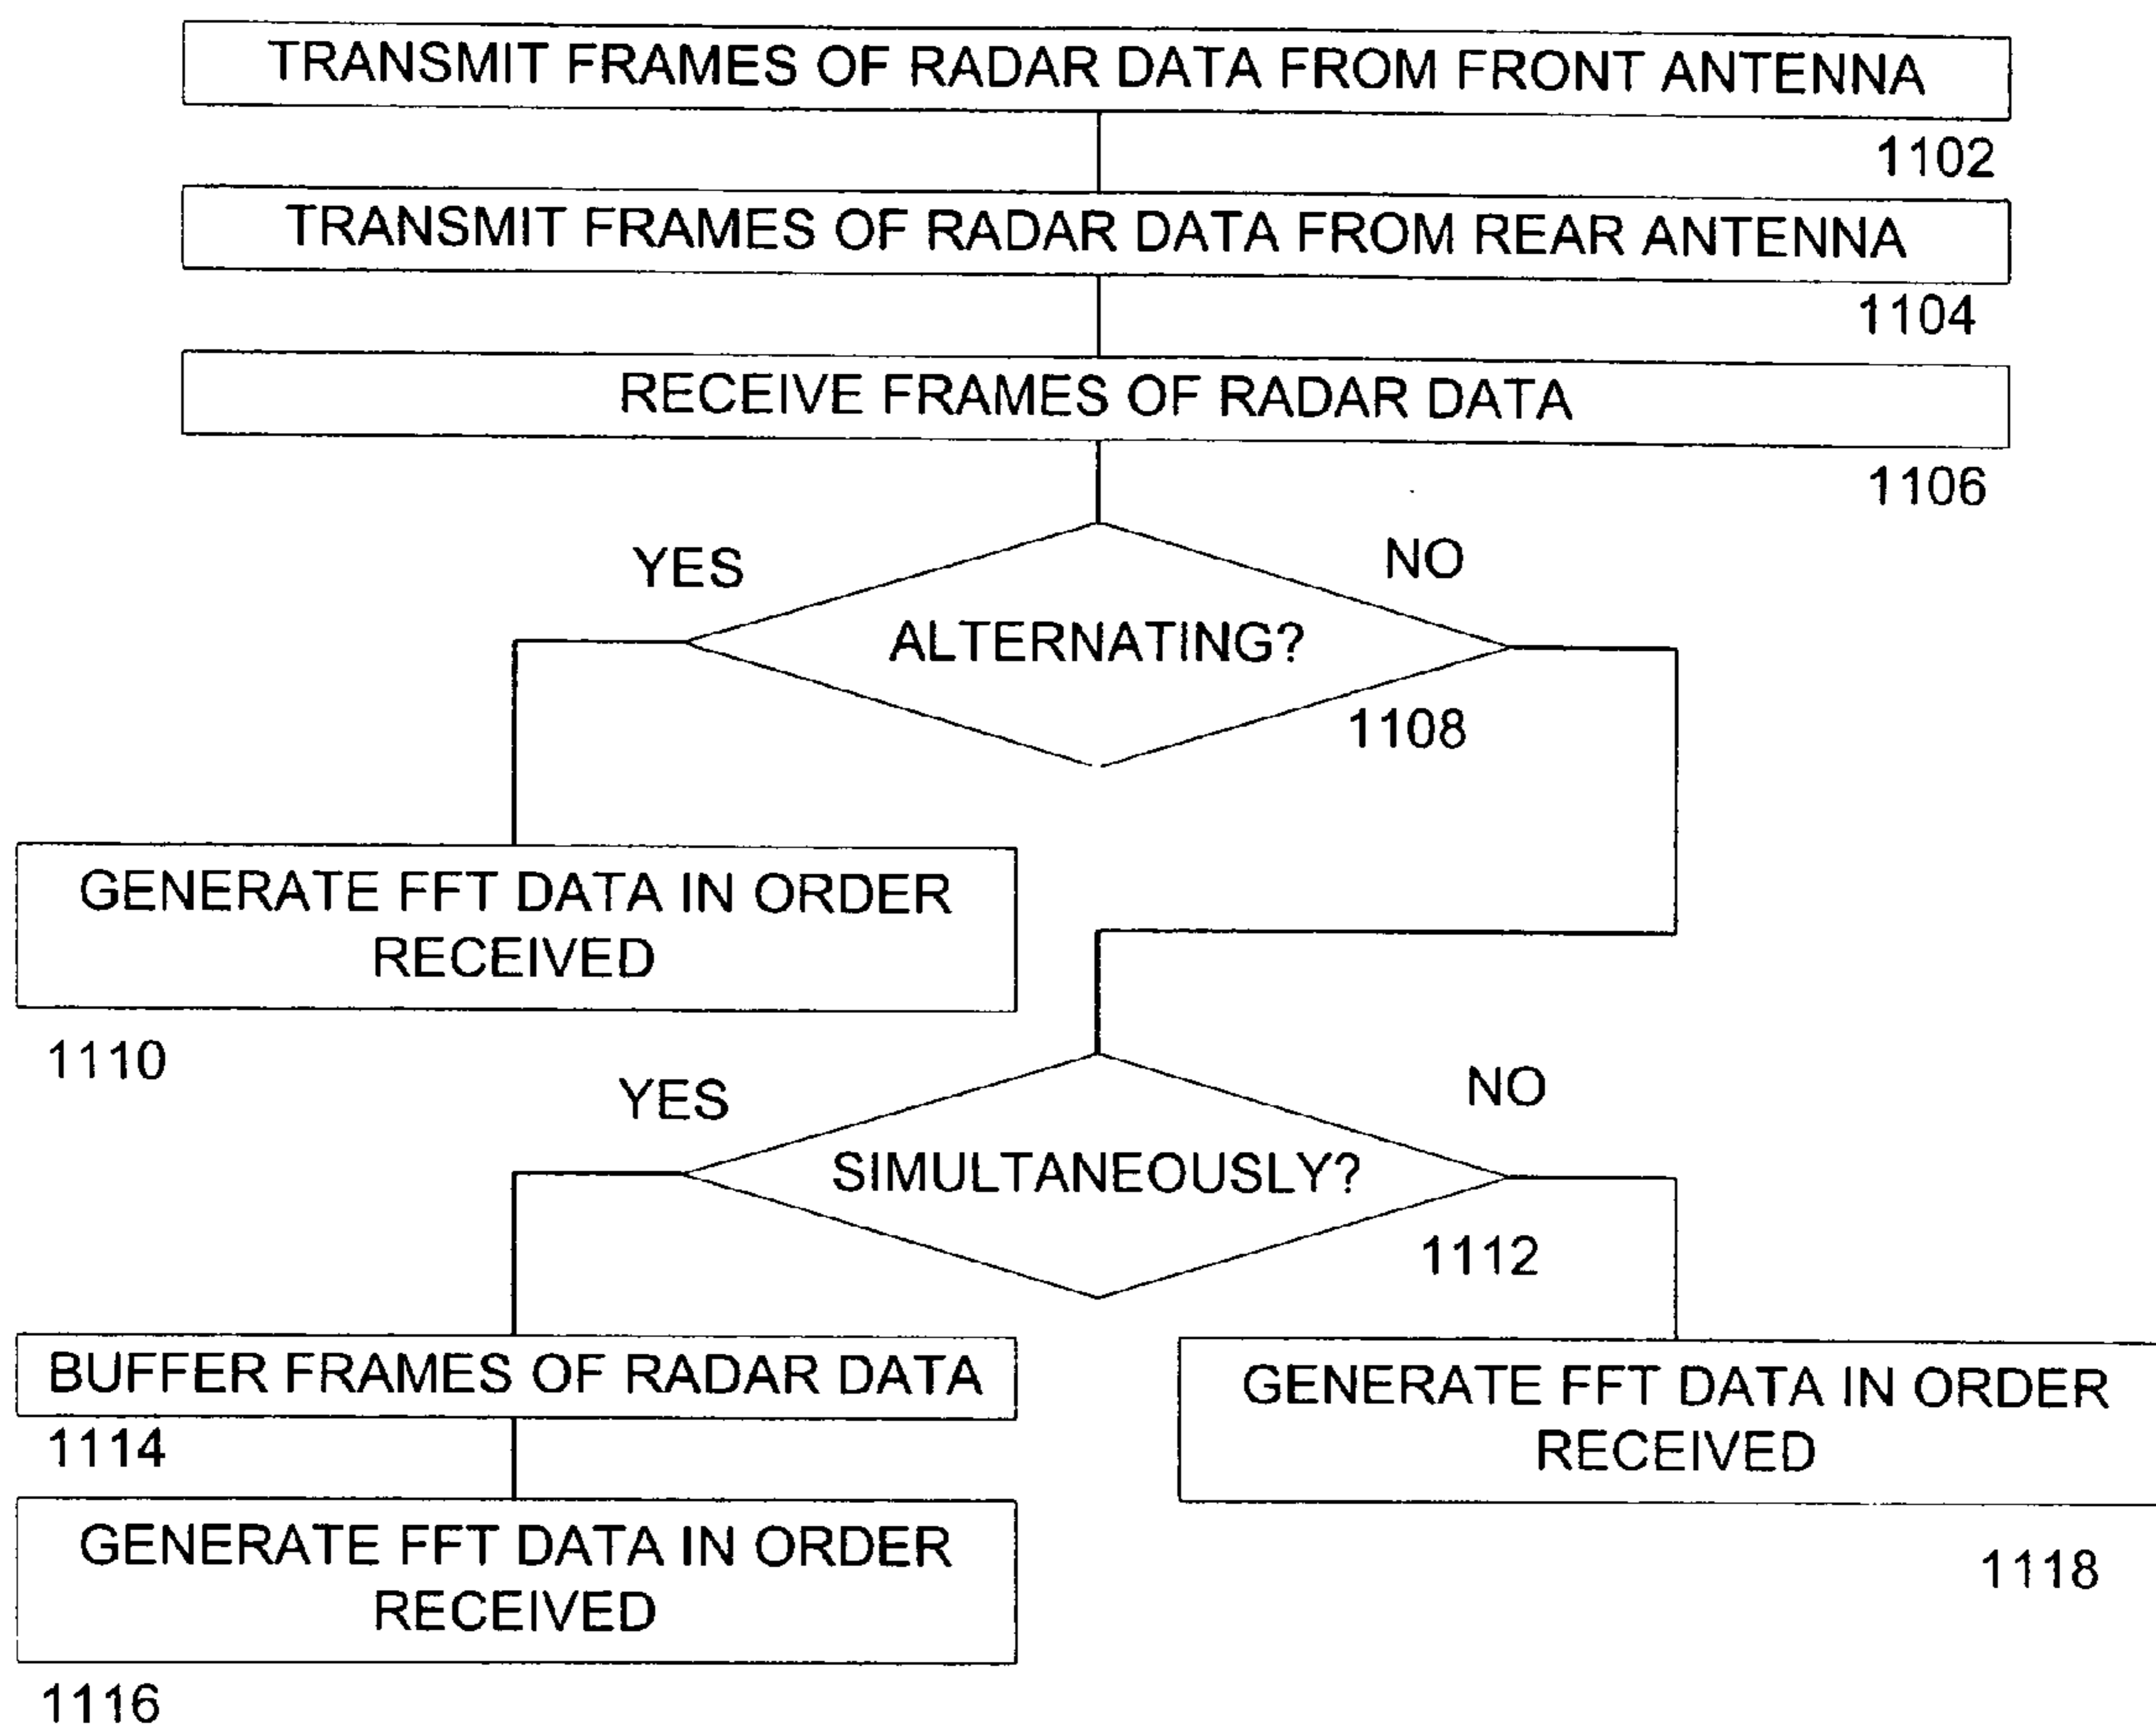 TRANSMIT FRAMES OF RADAR DATA FROM FRONT ANTENNA
1102
TRANSMIT FRAMES OF RADAR DATA FROM REAR ANTENNA
1104
RECEIVE FRAMES OF RADAR DATA
1106
YES
NO
ALTERNATING?
1108
GENERATE FFT DATA IN ORDER
RECEIVED
1110
YES
NO
SIMULTANEOUSLY?
1112
BUFFER FRAMES OF RADAR DATA
1114
GENERATE FFT DATA IN ORDER
RECEIVED
1116
GENERATE FFT DATA IN ORDER
RECEIVED
1118